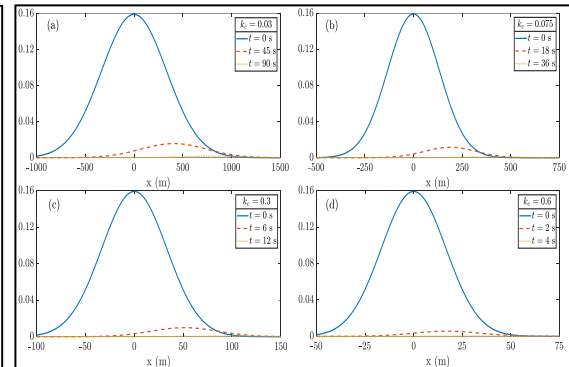 (a)
k_c = 0.03
t = 0 s
t = 45 s
t = 90 s
0.16
0.12
0.08
0.04
0
-1000 -500 0 500 1000 1500
x (m)
(b)
k_c = 0.075
t = 0 s
t = 18 s
t = 36 s
0.16
0.12
0.08
0.04
0
-500 -250 0 250 500 750
x (m)
(c)
k_c = 0.3
t = 0 s
t = 6 s
t = 12 s
0.16
0.12
0.08
0.04
0
-100 -50 0 50 100 150
x (m)
(d)
k_c = 0.6
t = 0 s
t = 2 s
t = 4 s
0.16
0.12
0.08
0.04
0
-50 -25 0 25 50 75
x (m)